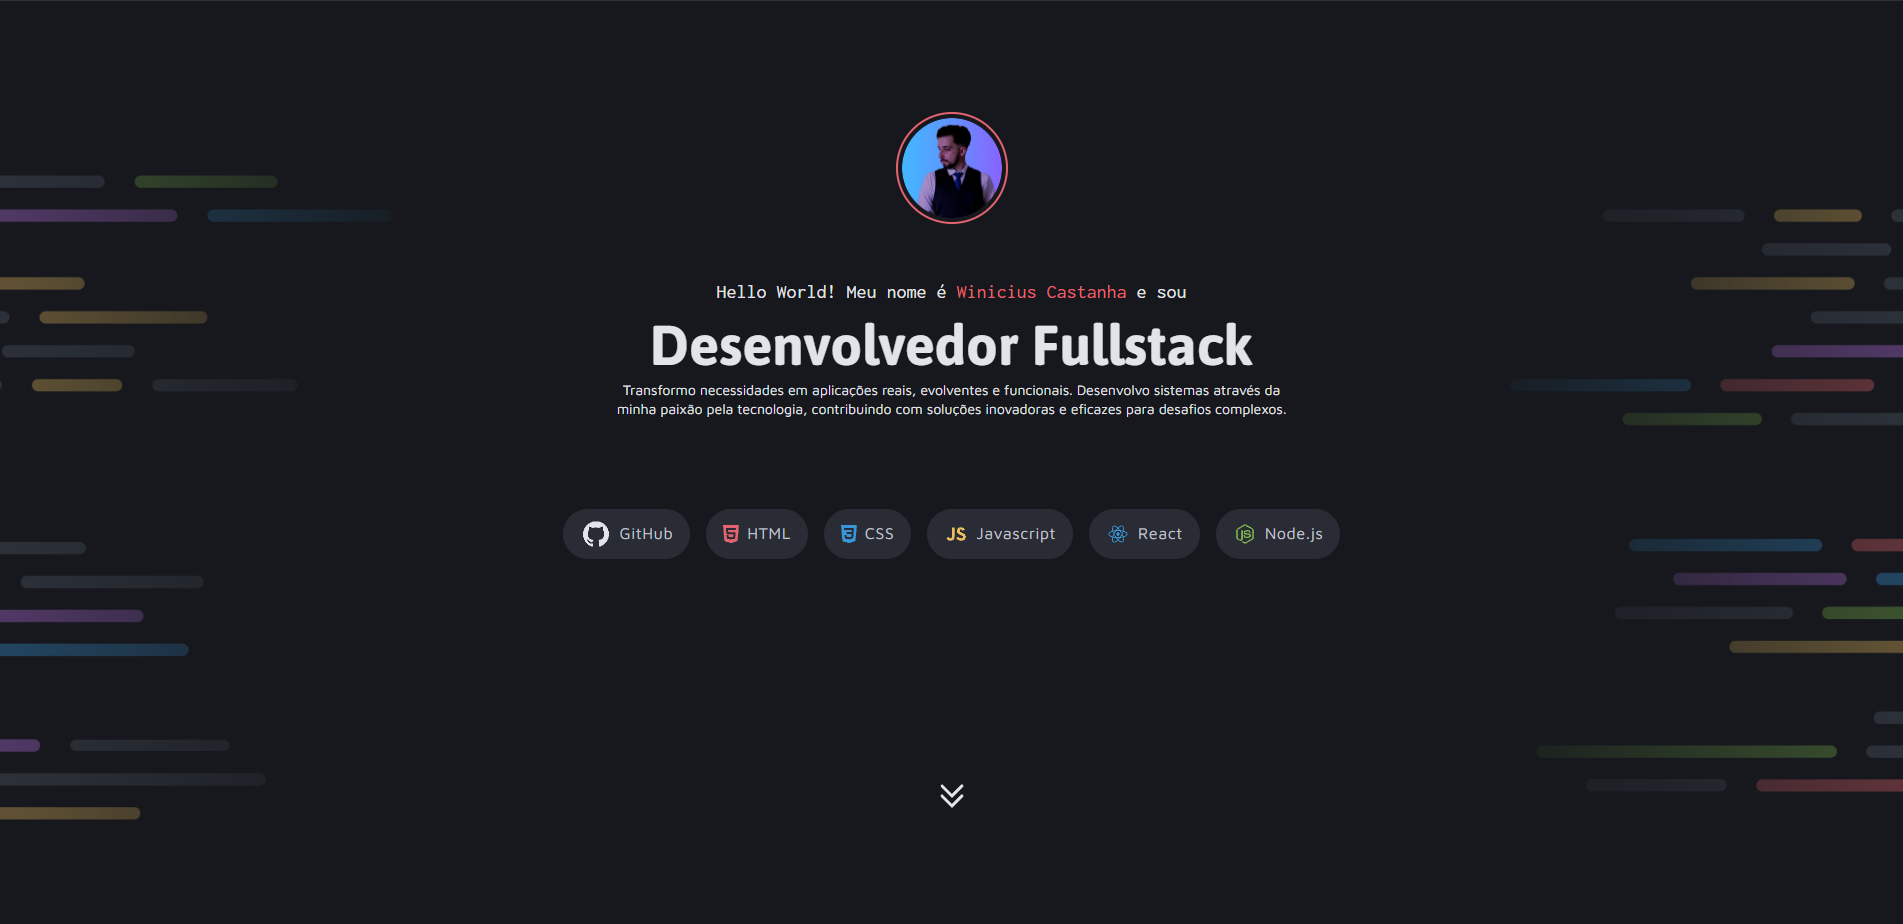 Hello World! Meu nome é Winicius Castanha e sou
Desenvolvedor Fullstack
Transformo necessidades em aplicações reais, evolventes e funcionais. Desenvolvo sistemas através da
minha paixão pela tecnologia, contribuindo com soluções inovadoras e eficazes para desafios complexos.
GitHub HTML CSS JS Javascript React JS Node.js